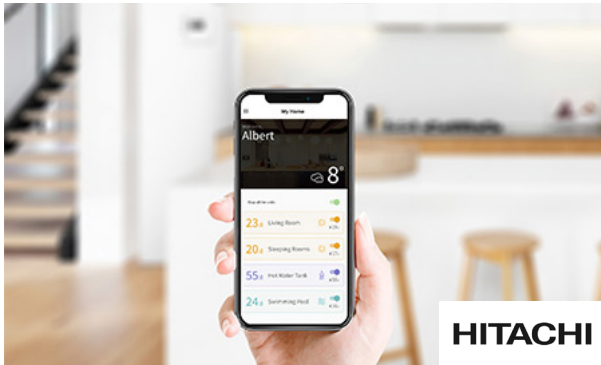 My Home
Albert
8°
23.0 Living Room
20.0 Sleeping Rooms
55.0 Hot Water Tank
24.0 Swimming Pool
HITACHI